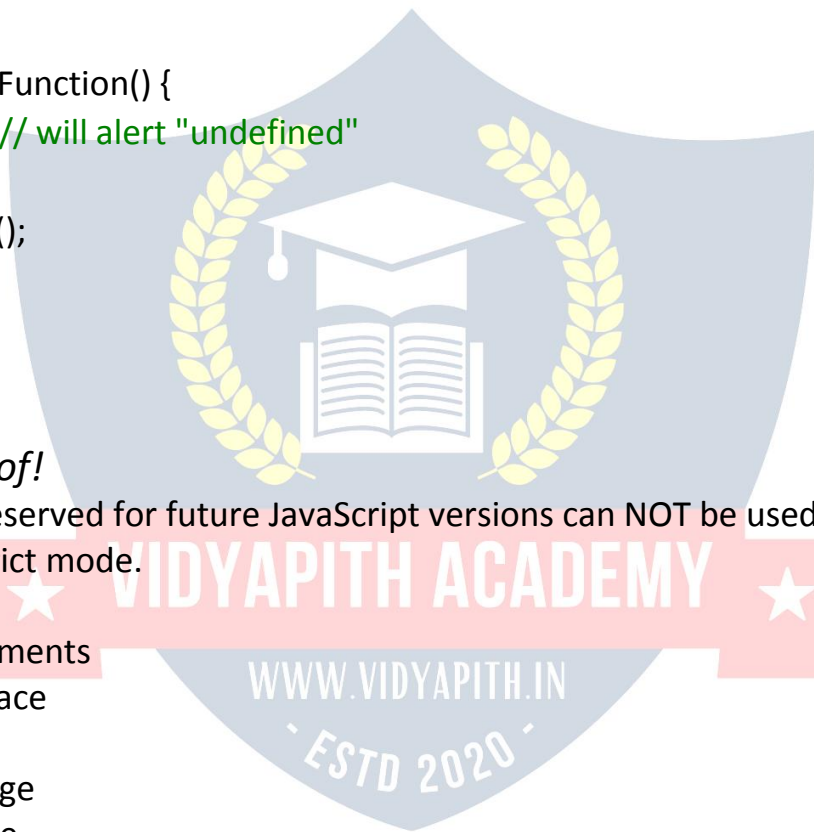 Function() {
// will alert "undefined"
();
of!
eserved for future JavaScript versions can NOT be used
ict mode.
VIDYAPITH ACADEMY
ments
ace
WWW.VIDYAPITH.IN
- ESTD 2020 -
ge